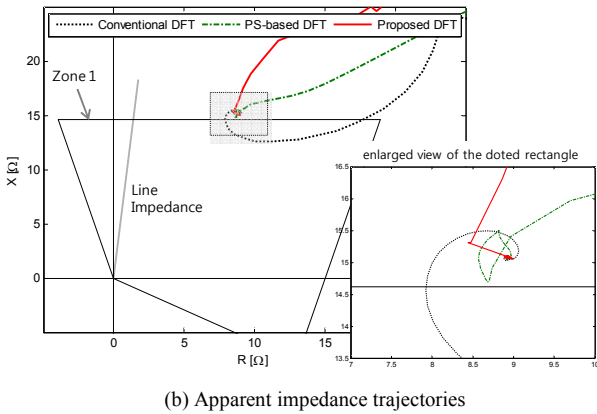 Conventional DFT PS-based DFT Proposed DFT
20
15
10
5
0
X [Ω]
0 5 10 15
R [Ω]
Zone 1
Line
Impedance
enlarged view of the doted rectangle
16.5
16
15.5
15
14.5
14
13.5
7 7.5 8 8.5 9 9.5 10
(b) Apparent impedance trajectories